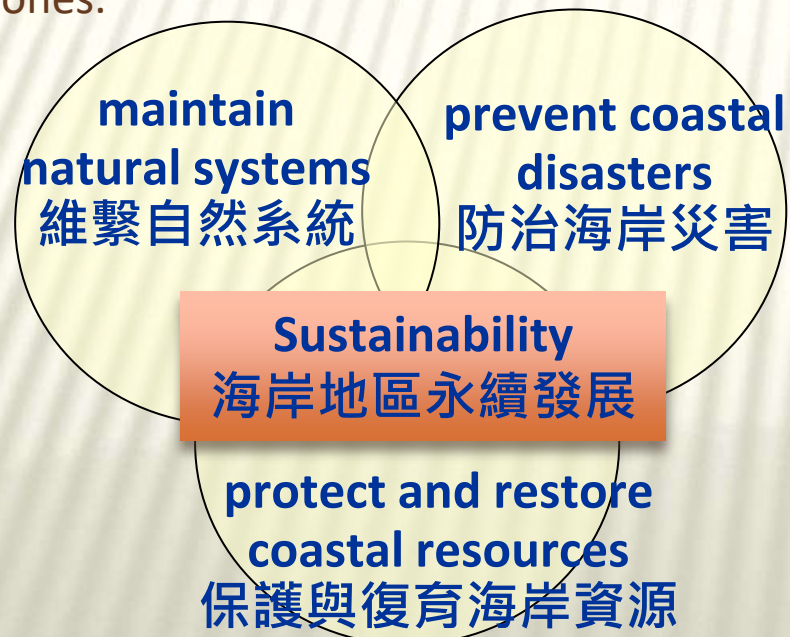 maintain
natural systems
維繫自然系統
prevent coastal
disasters
防治海岸災害
Sustainability
海岸地區永續發展
protect and restore
coastal resources
保護與復育海岸資源